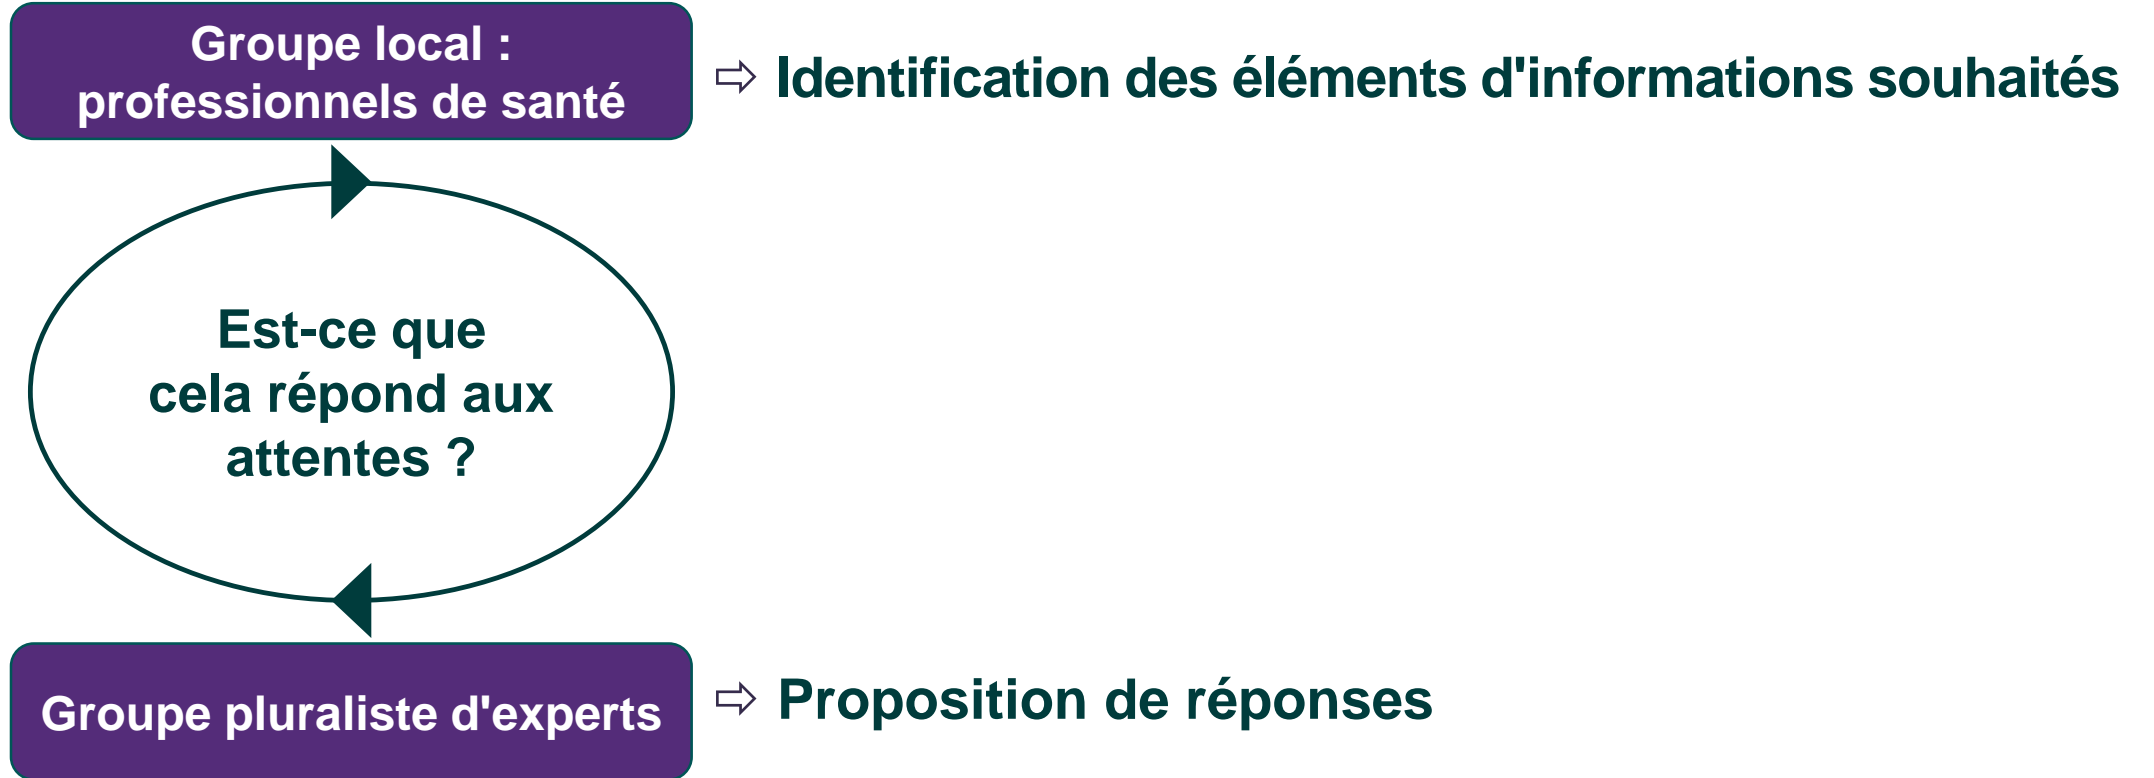 Groupe local :
professionnels de santé
⇨ Identification des éléments d'informations souhaités
Est-ce que
cela répond aux
attentes ?
Groupe pluraliste d'experts
⇨ Proposition de réponses